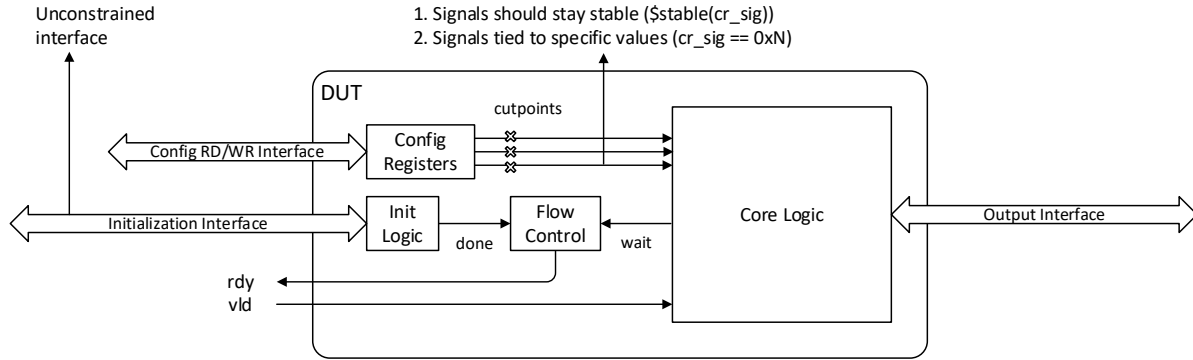 Unconstrained
interface
1. Signals should stay stable ($stable(cr_sig))
2. Signals tied to specific values (cr_sig == 0xN)
DUT
cutpoints
Config RD/WR Interface
Config
Registers
Initialization Interface
Init
Logic
done
Flow
Control
wait
Core Logic
Output Interface
rdy
vld